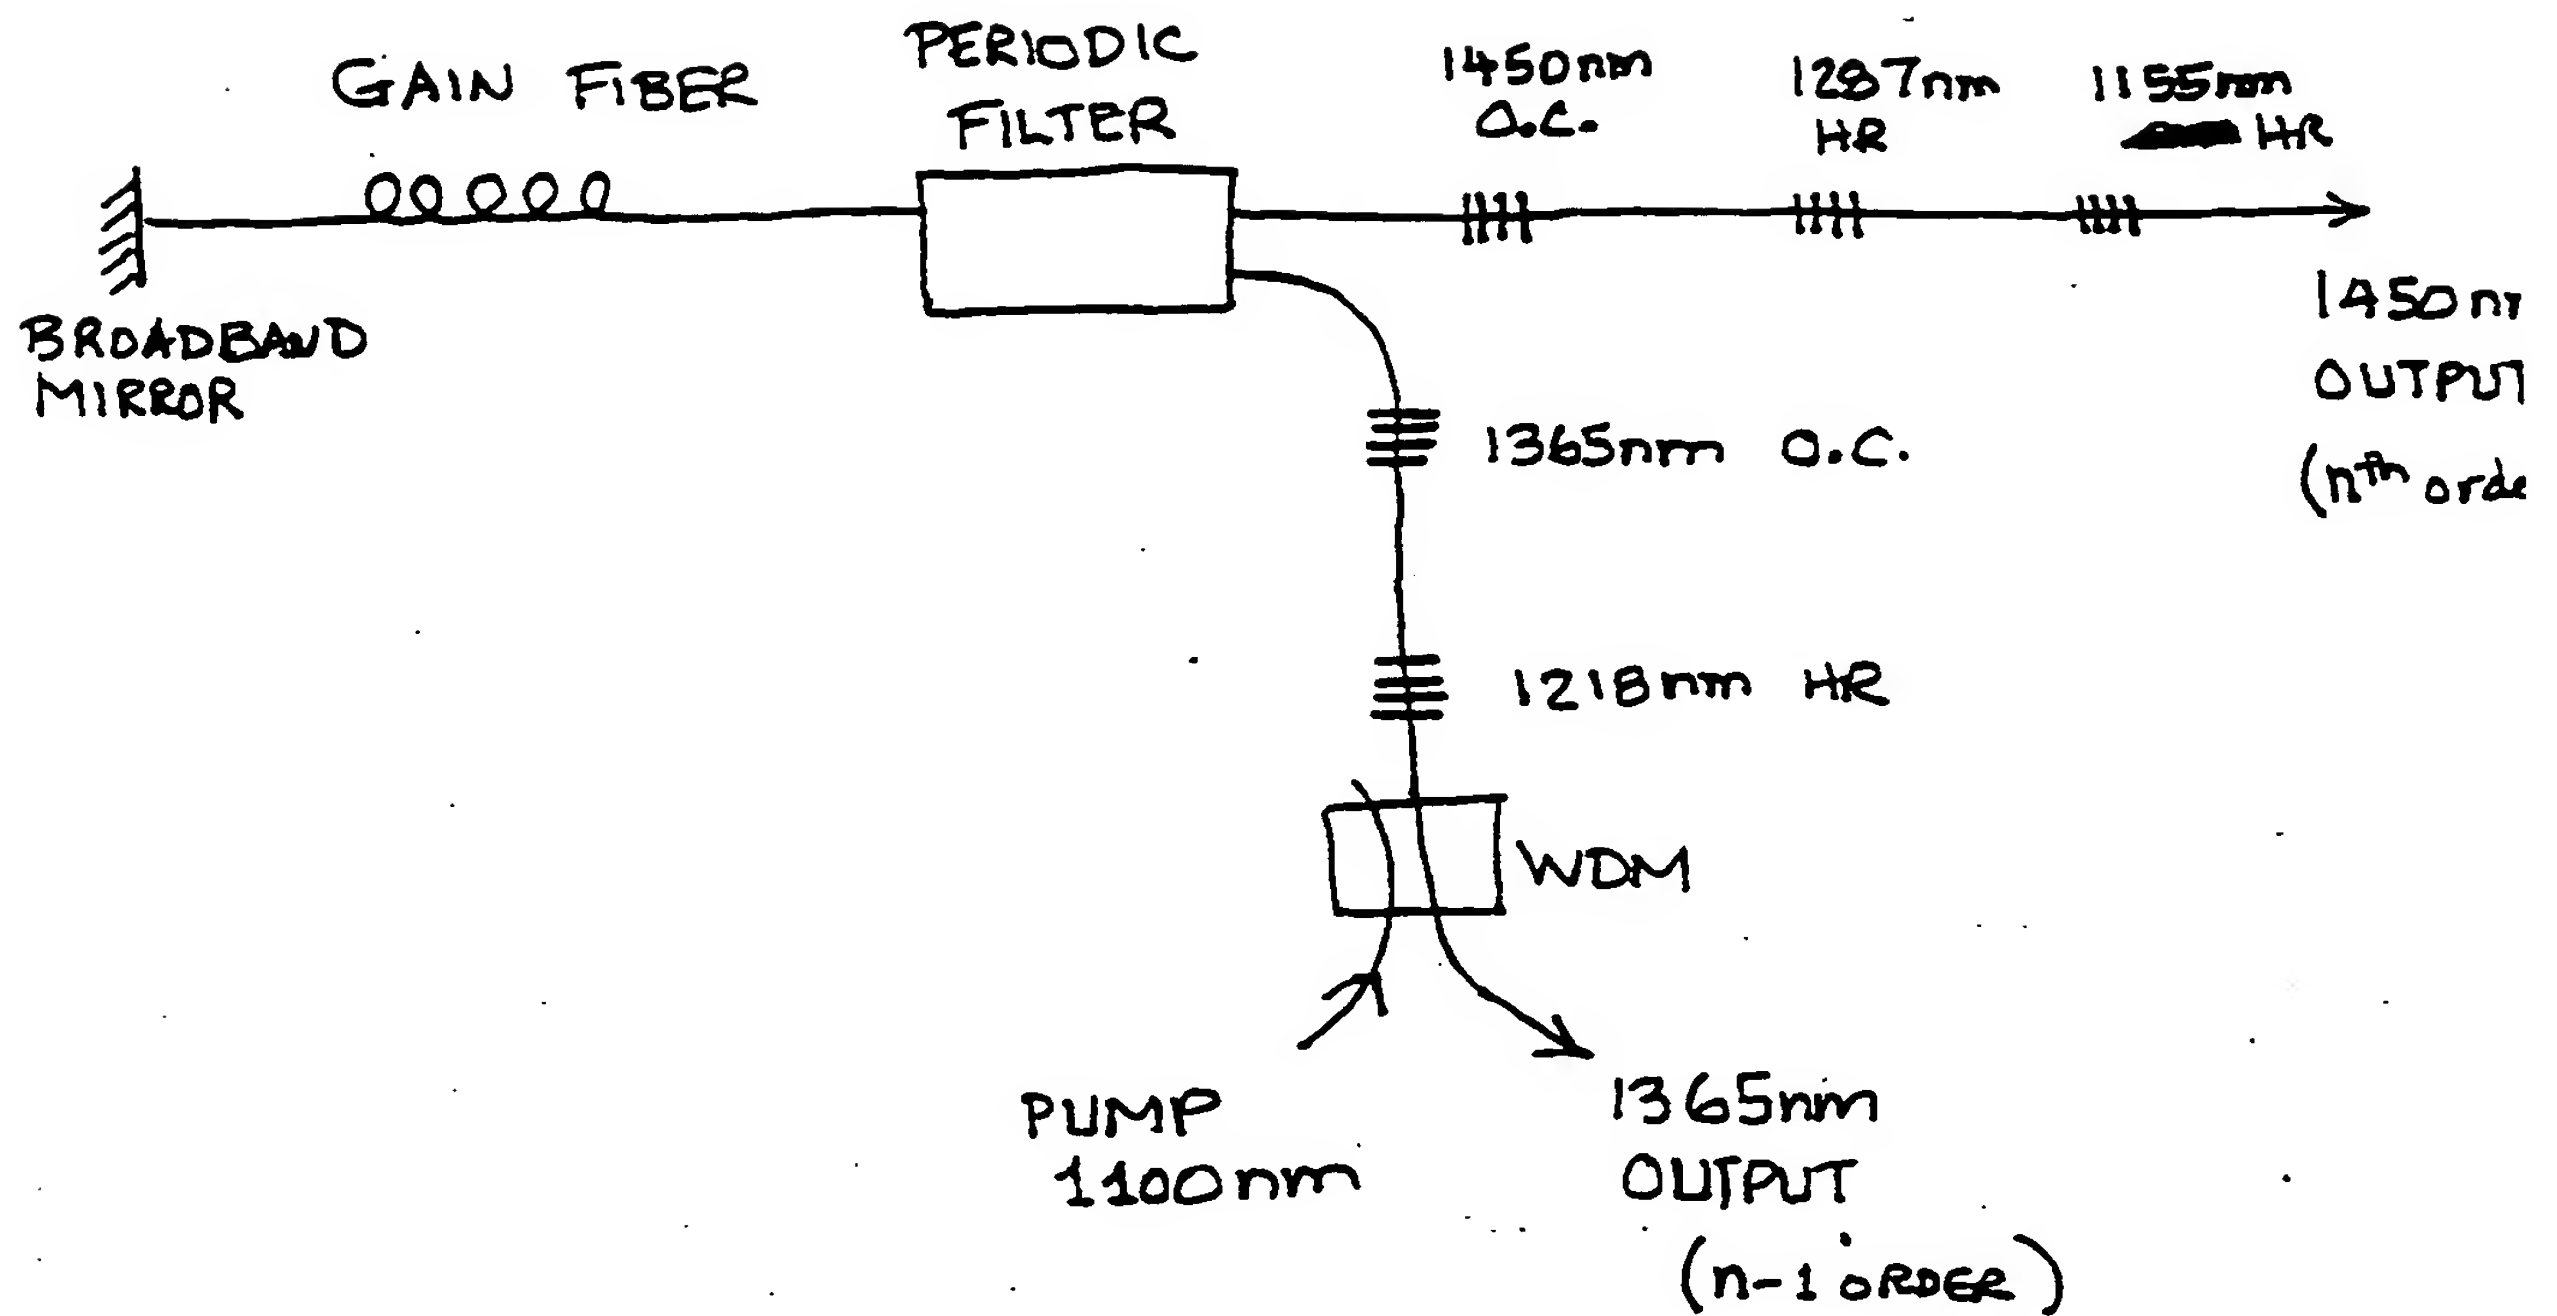 GAIN FIBER
PERIODIC
FILTER
1450nm
O.C.
1287nm
HR
1155nm
HR
BROADBAND
MIRROR
1450 n
OUTPUT
(nth orde
1365nm O.C.
1218nm HR
WDM
PUMP
1100nm
1365nm
OUTPUT
(n-1 ORDER)